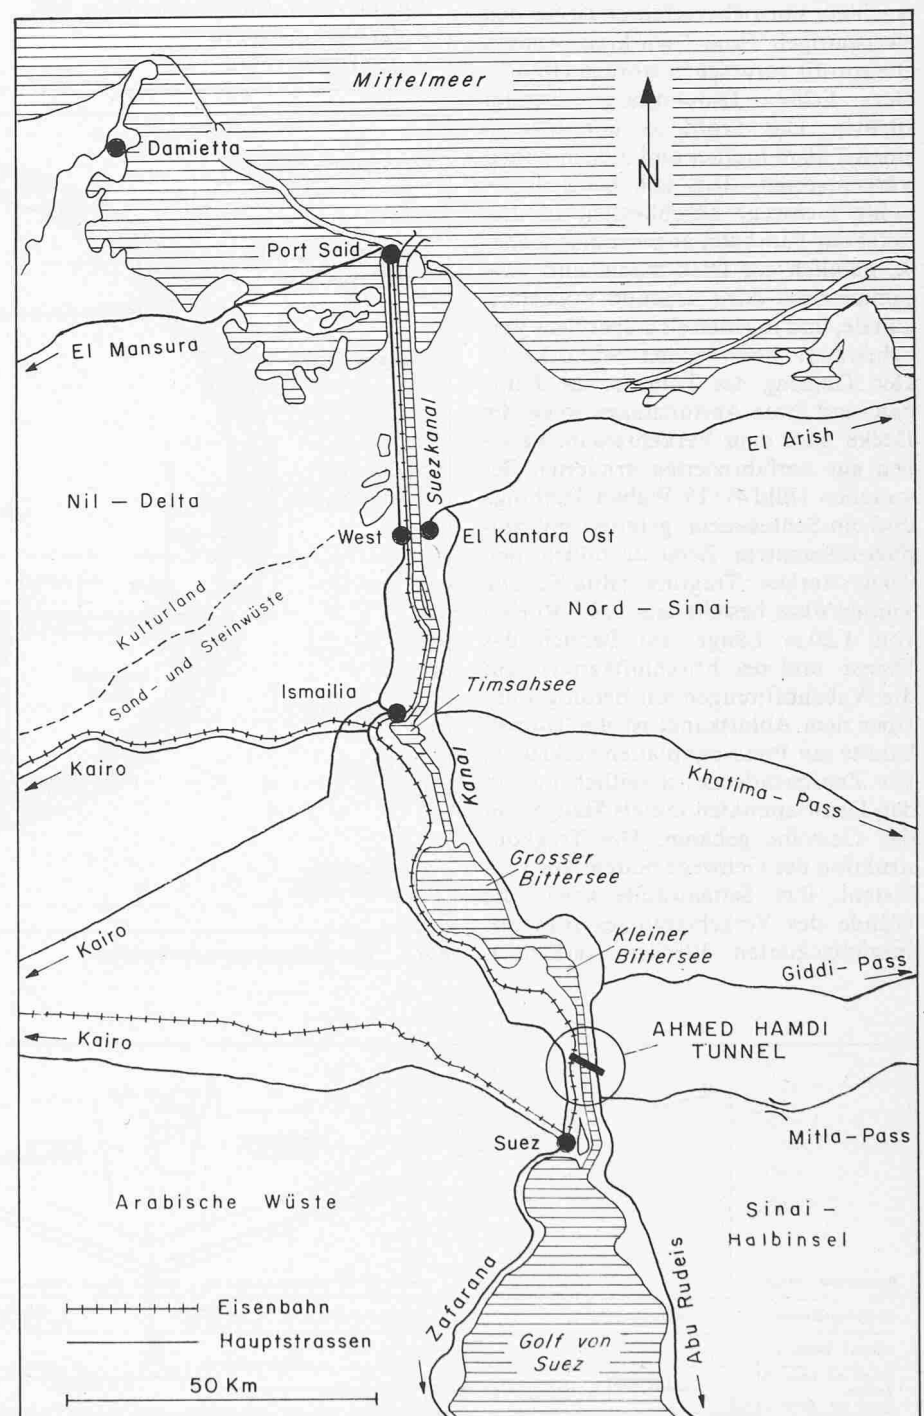 Mittelmeer
N
Damietta
Port Said
El Mansura
Suezkanal
El Arish
Nil – Delta
West
El Kantara Ost
Kulturland
Sand- und Steinwüste
Nord – Sinai
Ismailia
Timsahsee
Kairo
Kanal
Khatima – Pass
Grosser
Bittersee
Kairo
Kleiner
Bittersee
Giddi – Pass
Kairo
AHMED HAMDI
TUNNEL
Suez
Mitla – Pass
Arabische Wüste
Sinai –
Halbinsel
Zafarana
Abu Rudeis
Eisenbahn
Hauptstrassen
Golf von
Suez
50 Km